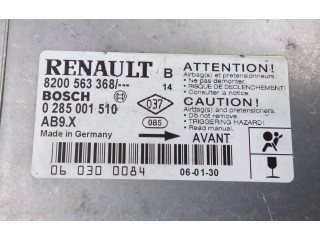 RENAULT B
8200 563 368/--- 14
BOSCH
0 285 001 510
AB9.X
Made in Germany
037
085
ATTENTION!
Airbag(s) et pretensionneurs.
• Ne pas démonter.
• RISQUE DE DECLENCHEMENT!
• Consulter la notice.
CAUTION!
Airbag(s) and pretensioners.
• Do not dismount.
• TRIGGERING HAZARD!
• Read manual.
AVANT
06 030 0084
06-01-30